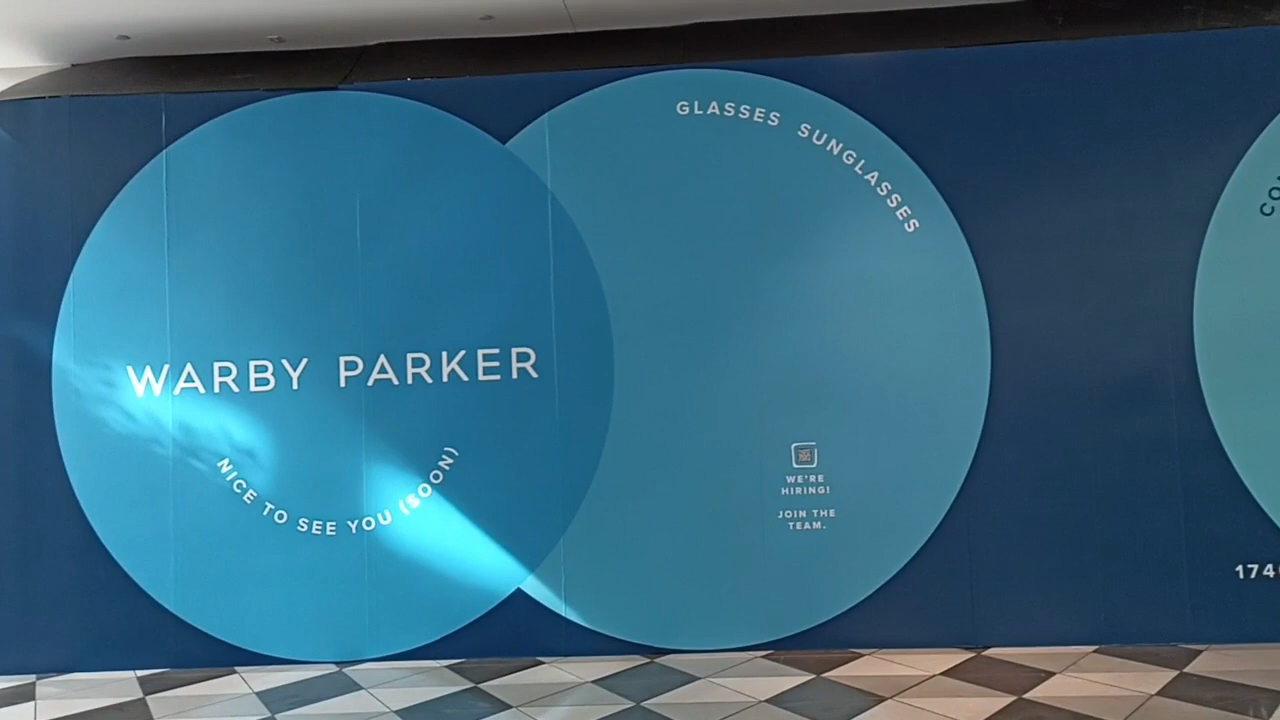 WARBY PARKER
NICE TO SEE YOU (SOON)
GLASSES SUNGLASSES
WE'RE
HIRING!
JOIN THE
TEAM.